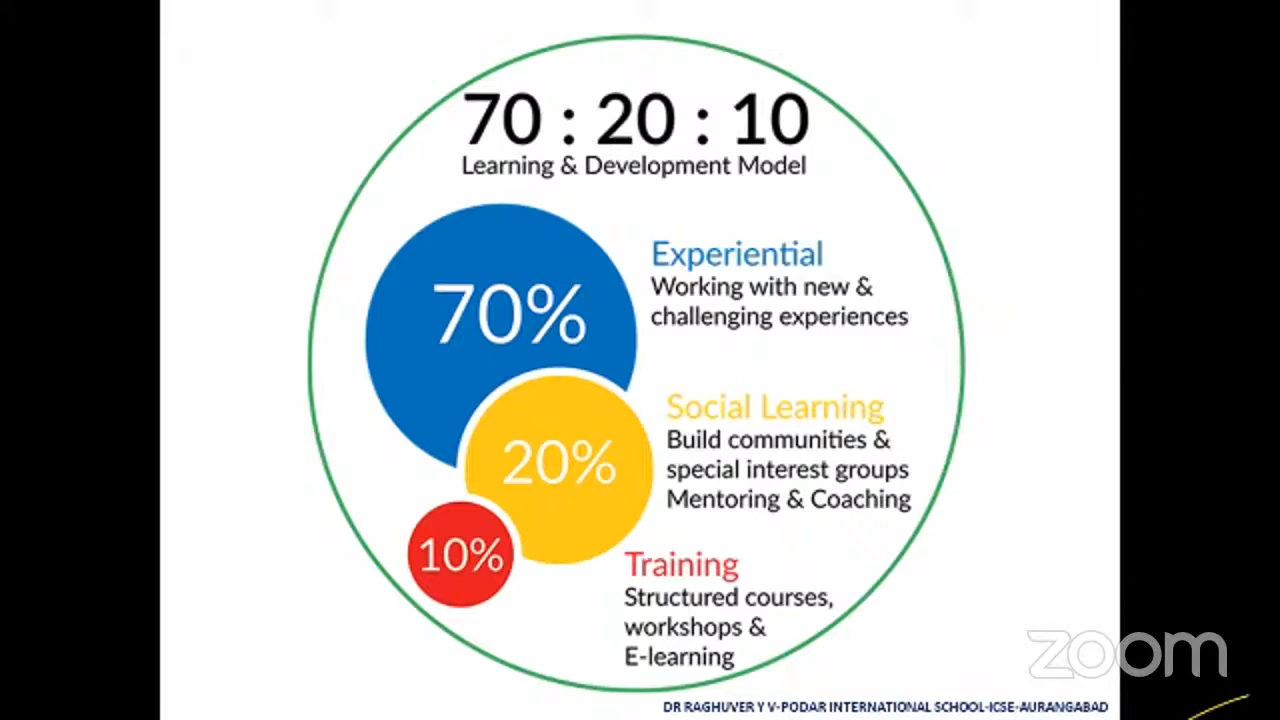 70 : 20 : 10
Learning & Development Model
70%
Experiential
Working with new &
challenging experiences
20%
Social Learning
Build communities &
special interest groups
Mentoring & Coaching
10%
Training
Structured courses,
workshops &
E-learning
zoom
DR RAGHUVER Y V-PODAR INTERNATIONAL SCHOOL-ICSE-AURANGABAD